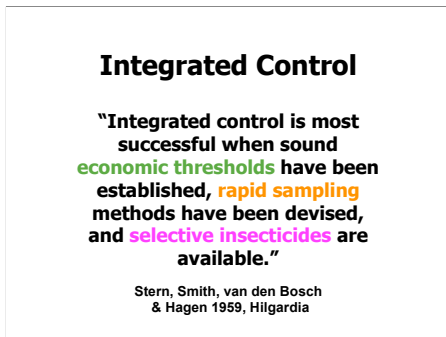 Integrated Control
“Integrated control is most
successful when sound
economic thresholds have been
established, rapid sampling
methods have been devised,
and selective insecticides are
available.”
Stern, Smith, van den Bosch
& Hagen 1959, Hilgardia